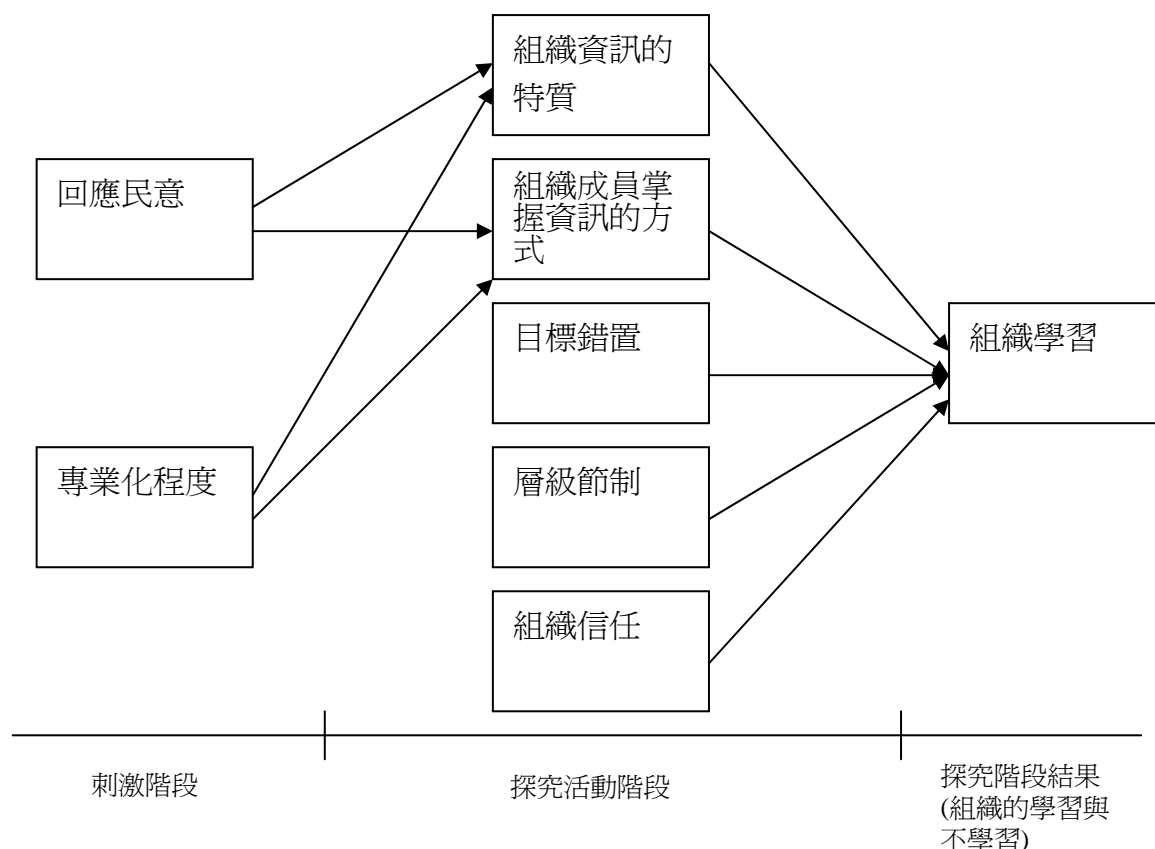 組織資訊的
特質
回應民意
組織成員掌
握資訊的方
式
目標錯置
組織學習
專業化程度
層級節制
組織信任
刺激階段
探究活動階段
探究階段結果
(組織的學習與
不學習)